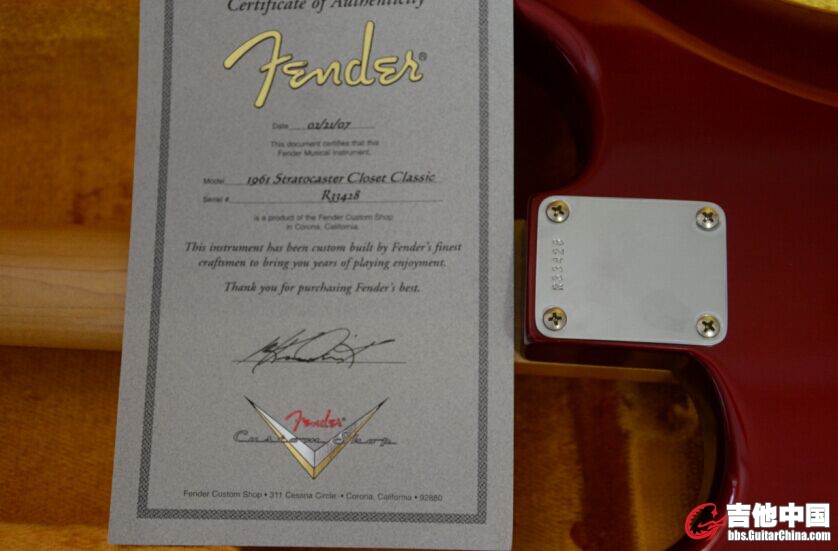 Certificate of Authenticity
Fender®
Date 02/21/07
This document certifies that this
Fender Musical Instrument,
Model 1961 Stratocaster Closet Classic
Serial # R33428
is a product of the Fender Custom Shop
in Corona, California
This instrument has been custom built by Fender's finest
craftsmen to bring you years of playing enjoyment.
Thank you for purchasing Fender's best.
Fender®
Custom Shop
Fender Custom Shop • 311 Cessna Circle • Corona, California • 92880
R33428
吉他中国
bbs.GuitarChina.com